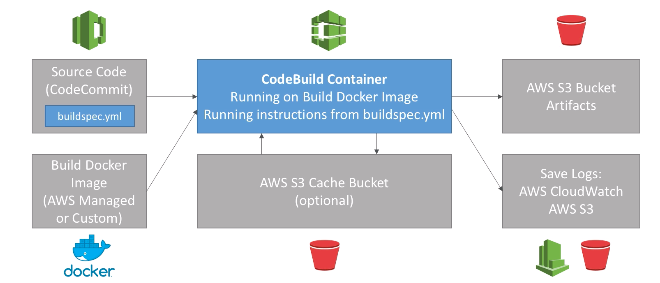 Source Code
(CodeCommit)
buildspec.yml
CodeBuild Container
Running on Build Docker Image
Running instructions from buildspec.yml
AWS S3 Bucket
Artifacts
Build Docker
Image
(AWS Managed
or Custom)
AWS S3 Cache Bucket
(optional)
Save Logs:
AWS CloudWatch
AWS S3
docker